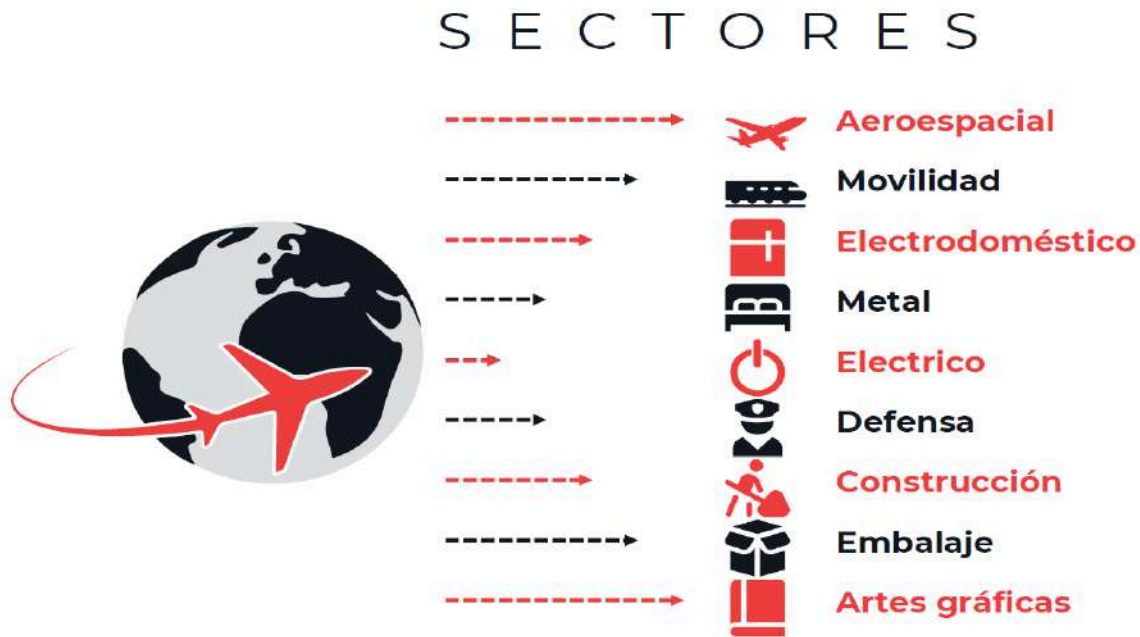 SECTORES
Aeroespacial
Movilidad
Electrodoméstico
Metal
Electrico
Defensa
Construcción
Embalaje
Artes gráficas